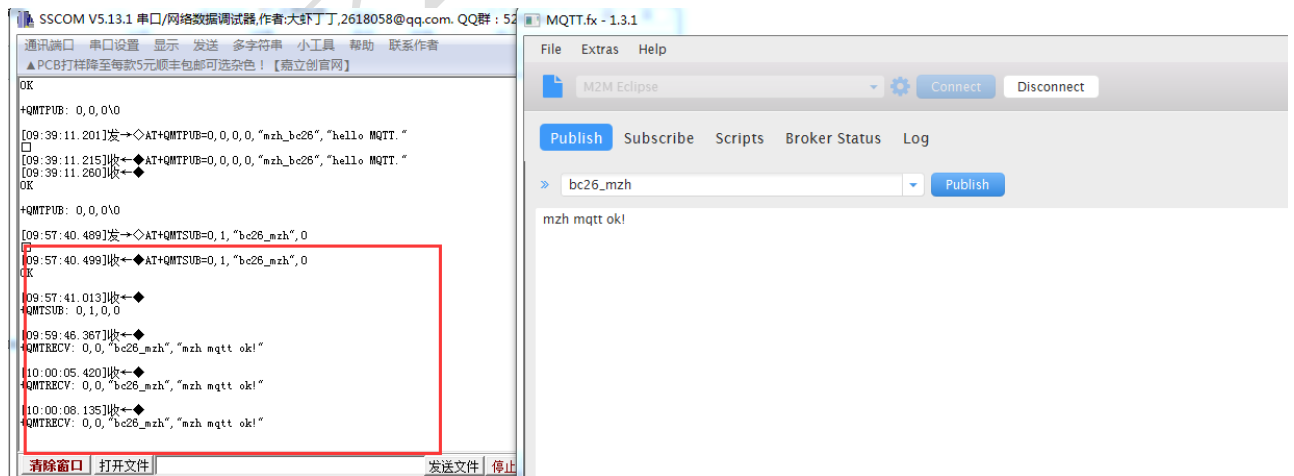 SSCOM V5.13.1 串口/网络数据调试器,作者:大虾丁丁,2618058@qq.com. QQ群：52
通讯端口 串口设置 显示 发送 多字符串 小工具 帮助 联系作者
▲PCB打样降至每款5元顺丰包邮可选杂色！【嘉立创官网】
OK
+QMTPUB: 0,0,0\0
[09:39:11.201]发→◇AT+QMTPUB=0,0,0,0,"mzh_bc26","hello MQTT."
□
[09:39:11.215]收←◆AT+QMTPUB=0,0,0,0,"mzh_bc26","hello MQTT."
[09:39:11.260]收←◆
OK
+QMTPUB: 0,0,0\0
[09:57:40.489]发→◇AT+QMTSUB=0,1,"bc26_mzh",0
□
[09:57:40.499]收←◆AT+QMTSUB=0,1,"bc26_mzh",0
OK
[09:57:41.013]收←◆
+QMTSUB: 0,1,0,0
[09:59:46.367]收←◆
+QMTRECV: 0,0,"bc26_mzh","mzh mqtt ok!"
[10:00:05.420]收←◆
+QMTRECV: 0,0,"bc26_mzh","mzh mqtt ok!"
[10:00:08.135]收←◆
+QMTRECV: 0,0,"bc26_mzh","mzh mqtt ok!"
清除窗口 打开文件 发送文件 停止
MQTT.fx - 1.3.1
File Extras Help
M2M Eclipse Connect Disconnect
Publish Subscribe Scripts Broker Status Log
» bc26_mzh Publish
mzh mqtt ok!